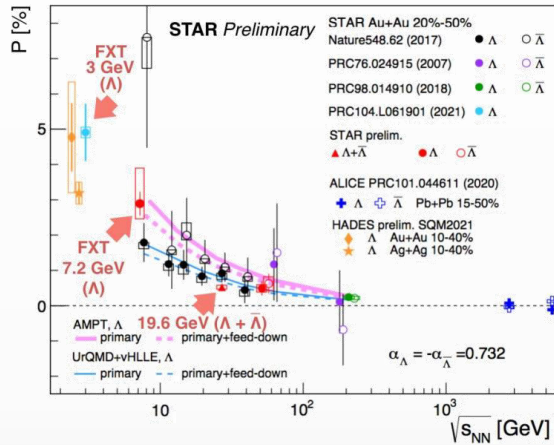 P [%]
STAR Preliminary
STAR Au+Au 20%-50%
Nature548.62 (2017) Λ Λ̅
PRC76.024915 (2007) Λ Λ̅
PRC98.014910 (2018) Λ Λ̅
PRC104.L061901 (2021) Λ
STAR prelim.
Λ+Λ̅ Λ Λ̅
ALICE PRC101.044611 (2020)
Λ Λ̅ Pb+Pb 15-50%
HADES prelim. SQM2021
Λ Au+Au 10-40%
Λ Ag+Ag 10-40%
FXT
3 GeV
(Λ)
5
FXT
7.2 GeV
(Λ)
0
19.6 GeV (Λ + Λ̅)
AMPT, Λ
primary primary+feed-down
UrQMD+vHLLE, Λ
primary primary+feed-down
α_Λ = -α_Λ̅ =0.732
10 10² 10³
√s_NN [GeV]